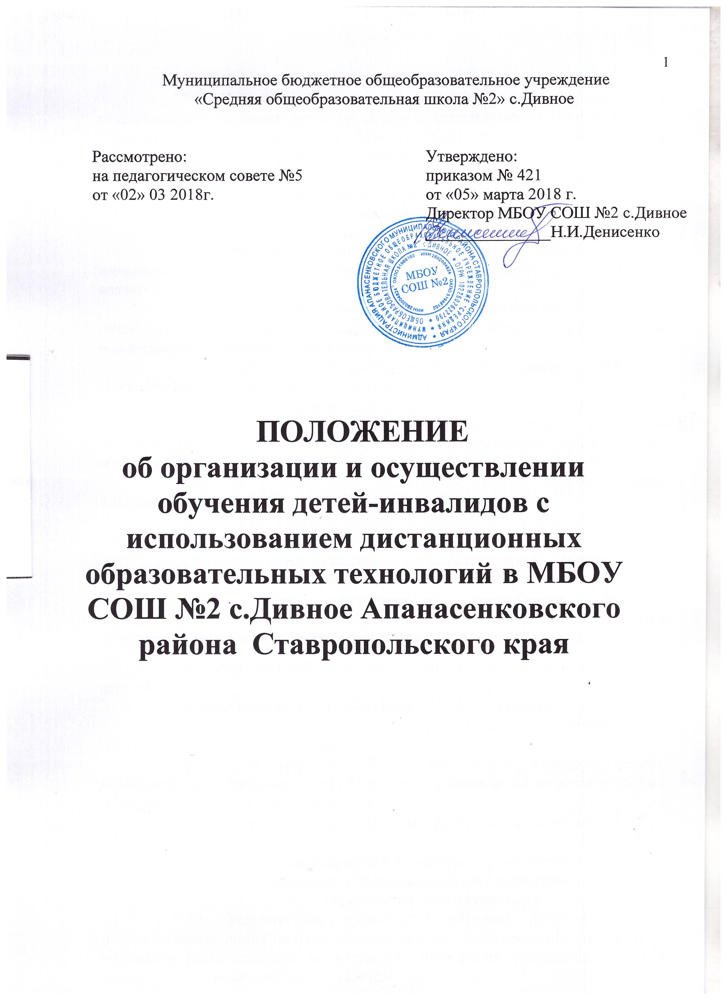 1
Муниципальное бюджетное общеобразовательное учреждение
«Средняя общеобразовательная школа №2» с.Дивное
Рассмотрено:
на педагогическом совете №5
от «02» 03 2018г.
Утверждено:
приказом № 421
от «05» марта 2018 г.
Директор МБОУ СОШ №2 с.Дивное
Н.И.Денисенко
АДМИНИСТРАЦИЯ АПАНАСЕНКОВСКОГО МУНИЦИПАЛЬНОГО РАЙОНА СТАВРОПОЛЬСКОГО КРАЯ
МУНИЦИПАЛЬНОЕ БЮДЖЕТНОЕ ОБЩЕОБРАЗОВАТЕЛЬНОЕ УЧРЕЖДЕНИЕ "СРЕДНЯЯ
ОБЩЕОБРАЗОВАТЕЛЬНАЯ ШКОЛА №2" с ДИВНОЕ * ОГРН 1022602622790 *
ОКПО 51988102
МБОУ
СОШ №2
ПОЛОЖЕНИЕ
об организации и осуществлении
обучения детей-инвалидов с
использованием дистанционных
образовательных технологий в МБОУ
СОШ №2 с.Дивное Апанасенковского
района Ставропольского края